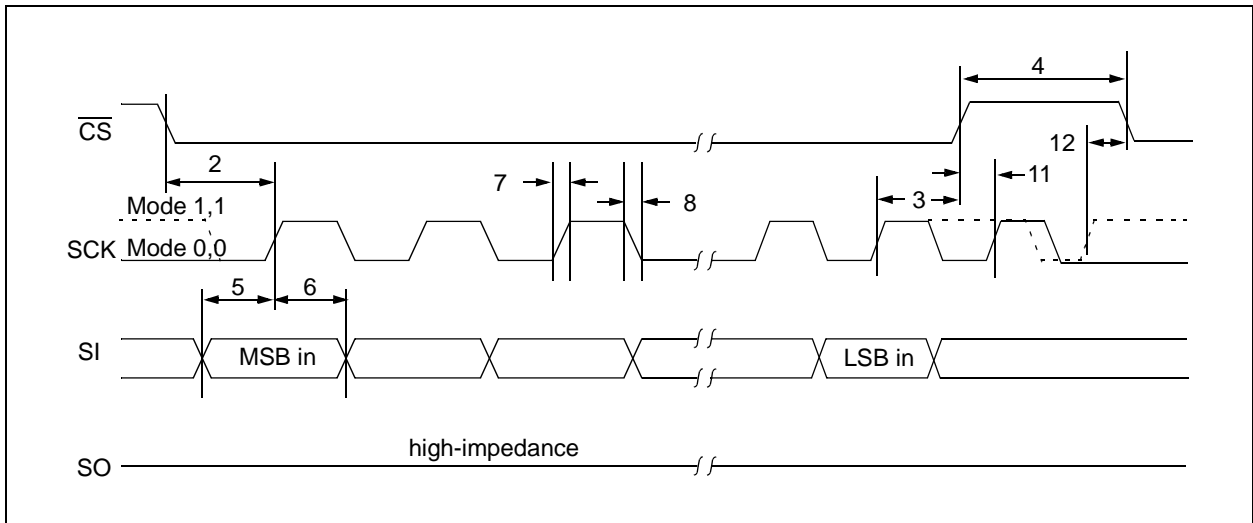 4
CS
12
2
11
7
8
3
Mode 1,1
SCK Mode 0,0
5
6
SI
MSB in
LSB in
high-impedance
SO